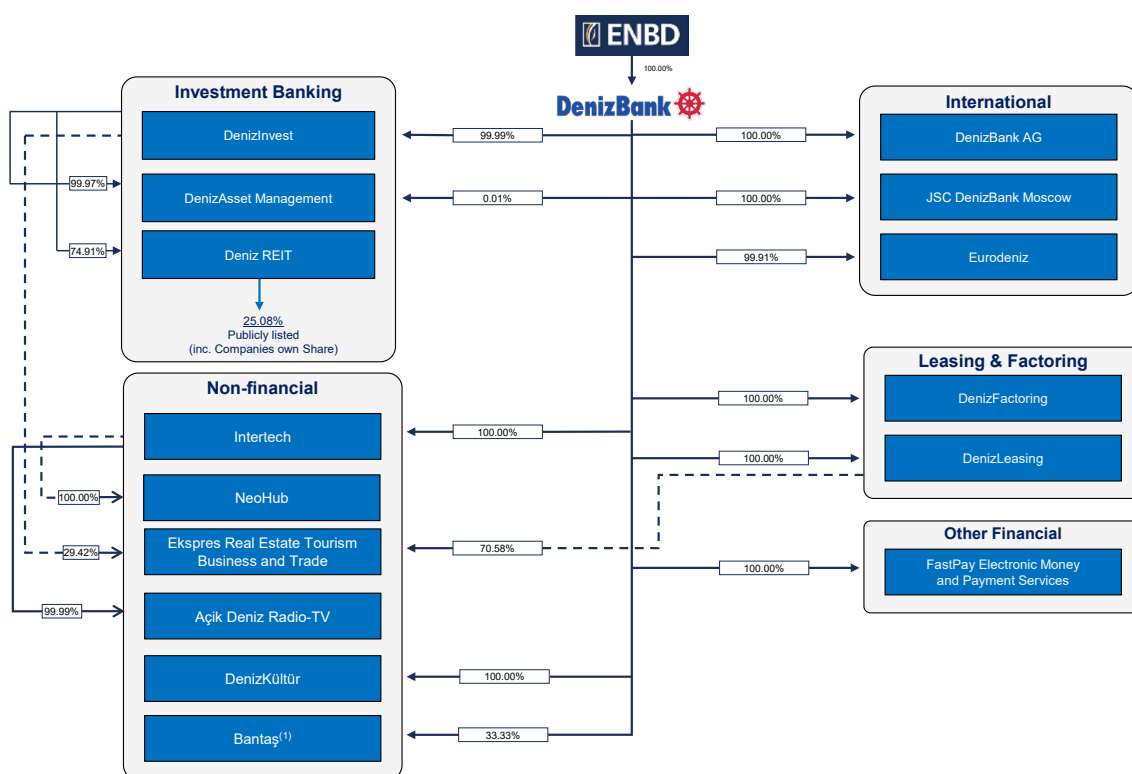 ENBD
100.00%
DenizBank
Investment Banking
DenizInvest
99.97%
DenizAsset Management
74.91%
Deniz REIT
25.08%
Publicly listed
(inc. Companies own Share)
99.99%
0.01%
100.00%
100.00%
99.91%
International
DenizBank AG
JSC DenizBank Moscow
Eurodeniz
Non-financial
Intertech
100.00%
NeoHub
29.42%
Ekspres Real Estate Tourism
Business and Trade
99.99%
Açik Deniz Radio-TV
DenizKültür
Bantaş(1)
100.00%
70.58%
100.00%
33.33%
100.00%
100.00%
100.00%
Leasing & Factoring
DenizFactoring
DenizLeasing
Other Financial
FastPay Electronic Money
and Payment Services